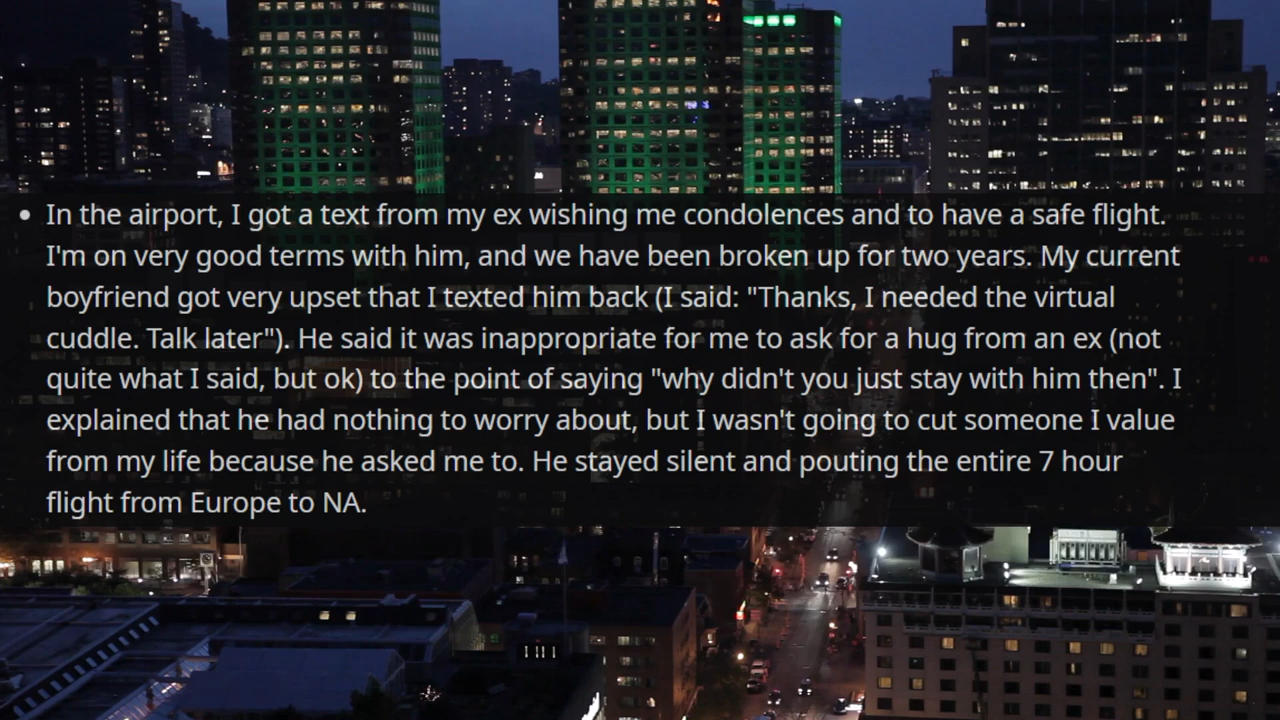 • In the airport, I got a text from my ex wishing me condolences and to have a safe flight.
I'm on very good terms with him, and we have been broken up for two years. My current
boyfriend got very upset that I texted him back (I said: "Thanks, I needed the virtual
cuddle. Talk later"). He said it was inappropriate for me to ask for a hug from an ex (not
quite what I said, but ok) to the point of saying "why didn't you just stay with him then". I
explained that he had nothing to worry about, but I wasn't going to cut someone I value
from my life because he asked me to. He stayed silent and pouting the entire 7 hour
flight from Europe to NA.